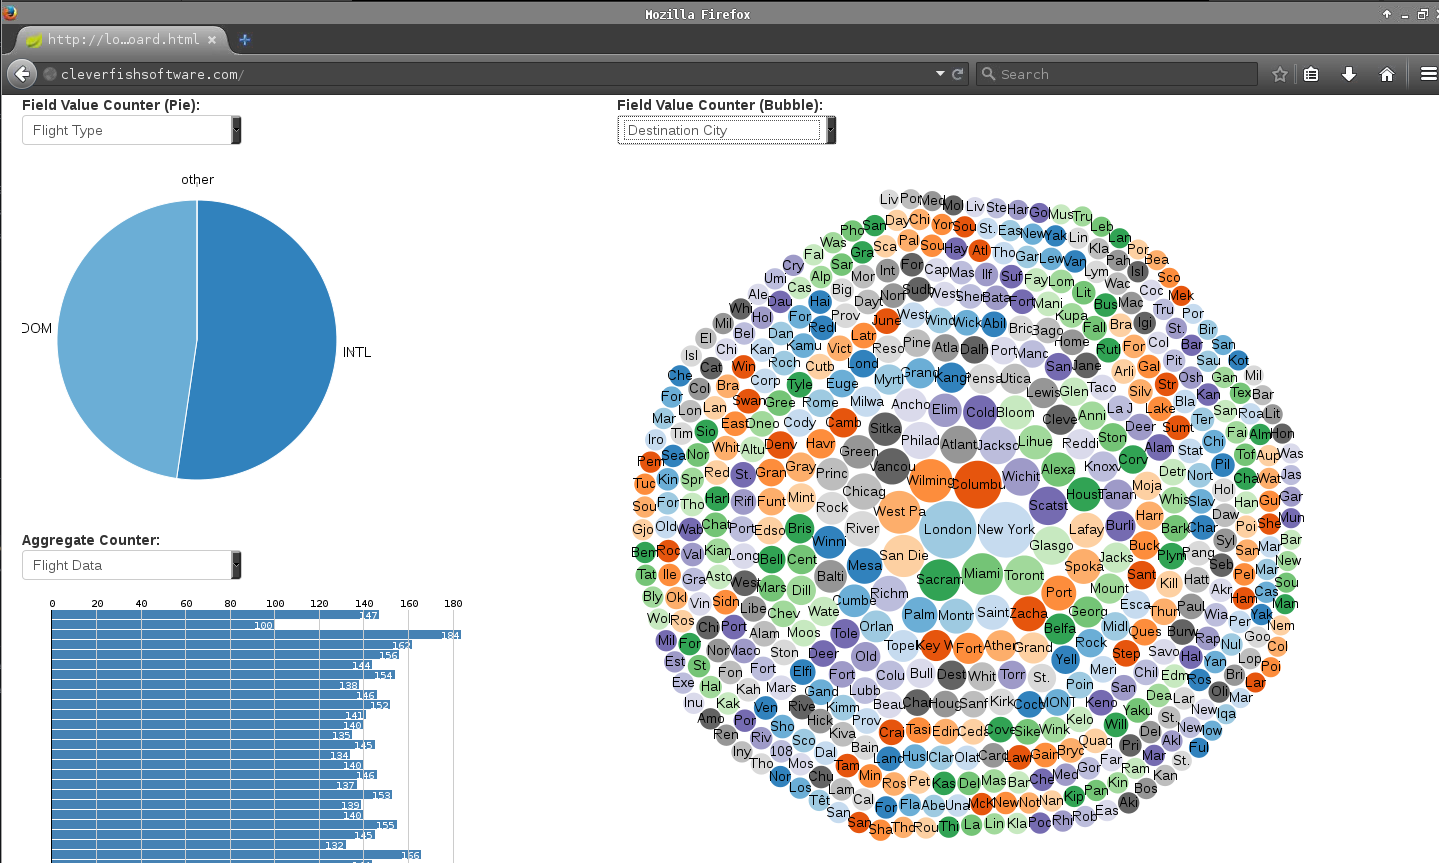 Mozilla Firefox
http://lo...oard.html
cleverfishsoftware.com/
Search
Field Value Counter (Pie):
Flight Type
other
DOM
INTL
Aggregate Counter:
Flight Data
0 20 40 60 80 100 120 140 160 180
147
100
184
162
156
144
154
138
146
152
141
140
135
145
134
140
146
137
153
139
140
155
145
132
166
Field Value Counter (Bubble):
Destination City
Liv Por Med Mol Liv Ste Har Gol Mus Tru Leb Lan
Pho San Day Chi Yor Sou St. Eas New Yak Lin Kla Por Bea
Was Gra Sca Pal Sou Hay Atl Tho Gar Lew Van Pah Isl Sco
Cry Fal Sar Mor Int For Cap Mas Ilf Suf Fay Lom Lym Wac Coc Mek
Umi Cas Alp Big Dayt Nori Sudb West Sher Bata Fort Mani Lit Bus Mac Tru Por
Ale Dau Hai Prov June West Wind Wick Abil Bric Kupa Fall Bra Igi St. Bir
Whi Hol For Redl Latr Reso Pine Atla Dalh Port Manc Home Rutl For Col Bar San
Mil Bel Dan Kamu Vict Lond Myrtl Grand Kang Pensa Utica San Jane Arli Gal Pit Sau Kot
El Chi Kan Roch Cutb Euge Milwa Ancho Elim Cold Bloom Lewis Glen Taco Silv Str Osh Gan Mil
Isl Cat Win Corp Tyle Rome Camb Sitka Philad Atlant Jackso Lihue Cleve Anni La J Lake Bla Kan Tex Bar
Che Col Bra Swan Gree Cody Havr Green Vancou Wilming Columbu Wichit Alexa Reddi Ston Deer Sumt Ter San Roa Lit
For Lon Lan East Oneo Denv Gray Princ Chicag West Pa London New York Scatst Houst Knoxv Corv Alam Stat Chi Fai Alm Hon
Mar Tim Sio Whit Altu Gran Mint Rock River San Die Glasgo Lafay Tanan Moja Detr Nort Pil Tof Aup Was
Iro Sea Nor Red St. Funt Bris Winni Mesa Sacram Miami Toront Spoka Burli Harr Whis Slav Hol Cha Wat Jas
Pem Kin Spr Harl Rifl Edso Cent Balti Richm Port Jacks Buck Bark Char Daw Han Gul Gar
Tuc For Tho Chat Port Bell Dill Cumbe Palm Montr Saint Zacha Mount Sant Plym Pang Syl Poi She Mun
Sou Old Wab Kian Long Mars Wate Orlan Georg Esca Kill Hatt Seb San Mar Bar
Gjo Roc Val Asto West Chev Tole Topek Key W Fort Ather Grand Belfa Midl Thun Paul Akr Pel Mar New
Bem Ile Gra Sidn Libe Moos Deer Old Rock Ques Burw Wia Ham Cas Sou
Tat Okl Vin Port Alam Ston Elfi Fort Colu Bull Dest Whit Torr St. Yell Step Savo Rap Per Yak Man
Bly Ros Chi Maco Fort Mars Gand Lubb Beau Char Houg Sanf Kirk Coco MONT Poin Meri Chil Hal Nul Goo Nem
Wol For Nor Fon Kah Ven Rive Kimm Prov San Edm Yan Lop Col
Mil St Kak Por Sho Hick Kiva Crai Tasi Edin Ceda Cove Sike Wink Kelo Keno Yaku Dea Lar Ros Bri Poi
Est Hal Riv Sco Dal Bain Land Husl Clar Olat Card Law Gair Bryc Quaq Will Del St. New Oli Mar Lar
Exe Amo Iny 108 Mos Tam Min Ros Pet Kas Del Mas Bar Che Med Gor Far Pri Akl New Iqa
Inu Ren Tho Nor Chu Lam Cal For Fla Abe Una McK New Not Nan Kip Pan Kin Ram Mar St. Iow Ful
Los Têt San San Sha Tho Rou Thi La Lin Kla Poc Rhi Rob Eas Aki Bos Kan